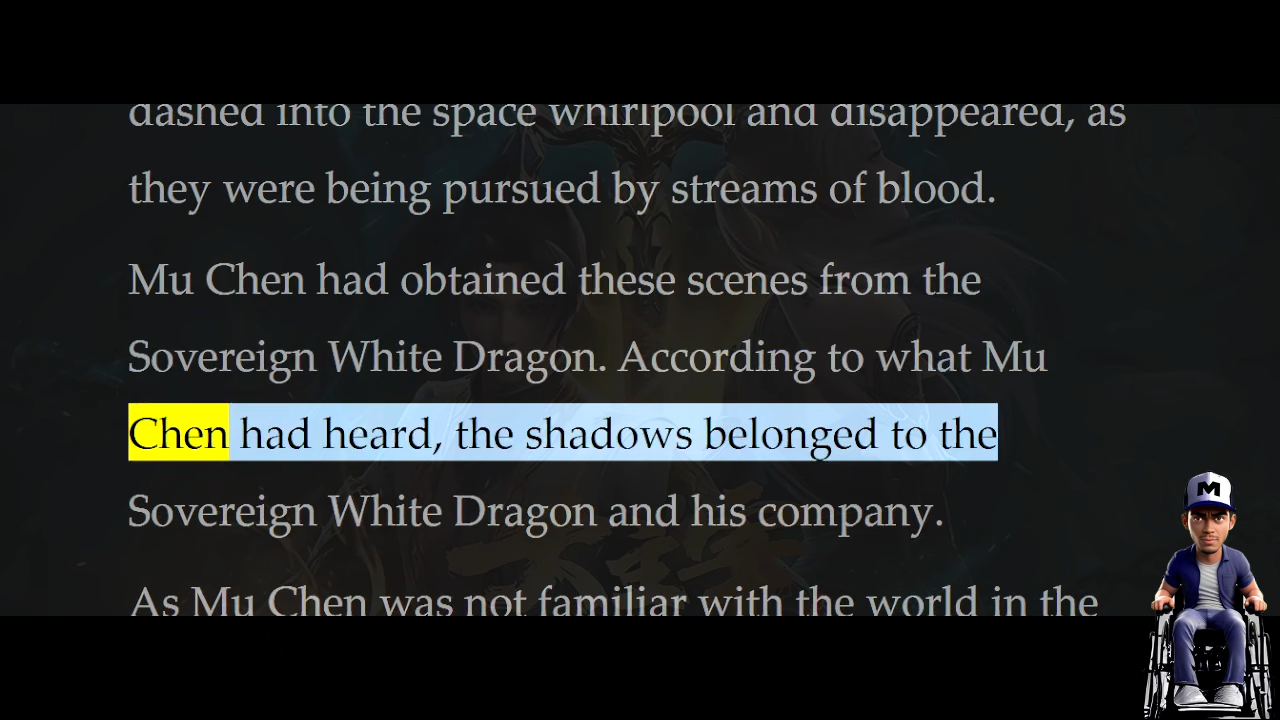 dashed into the space whirlpool and disappeared, as
they were being pursued by streams of blood.
Mu Chen had obtained these scenes from the
Sovereign White Dragon. According to what Mu
Chen had heard, the shadows belonged to the
Sovereign White Dragon and his company.
As Mu Chen was not familiar with the world in the
M